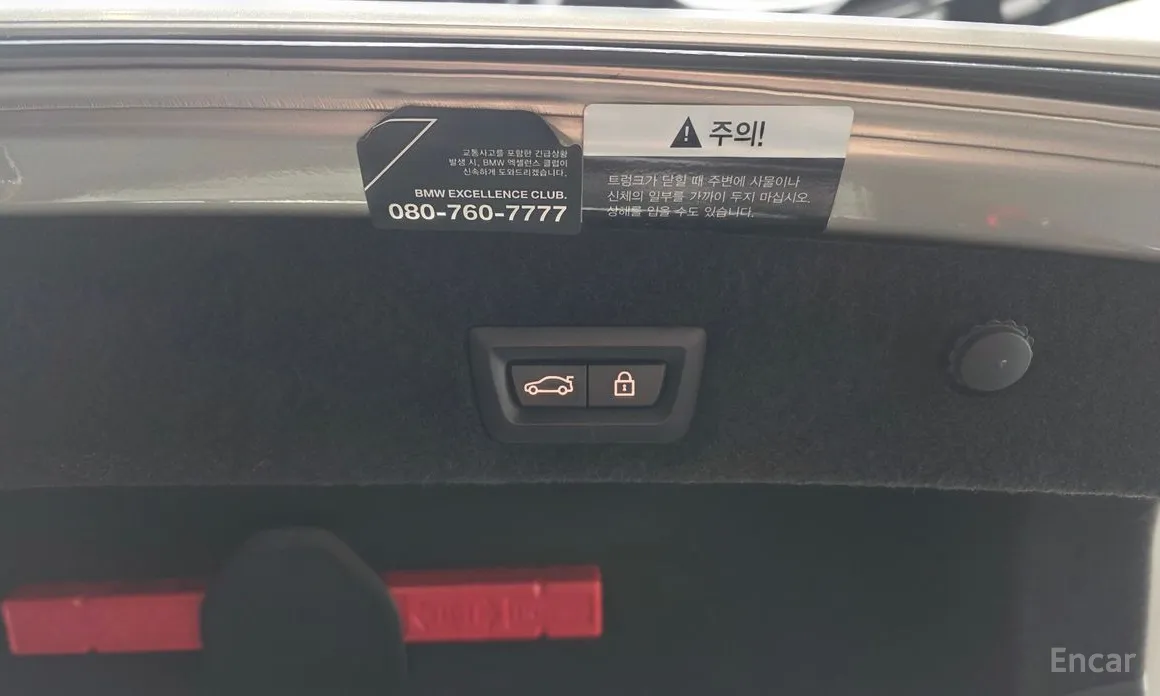 교통사고를 포함한 긴급상황
발생 시, BMW 엑셀런스 클럽이
신속하게 도와드리겠습니다.
BMW EXCELLENCE CLUB.
080-760-7777
주의!
트렁크가 닫힐 때 주변에 사물이나
신체의 일부를 가까이 두지 마십시오.
상해를 입을 수도 있습니다.
Encar